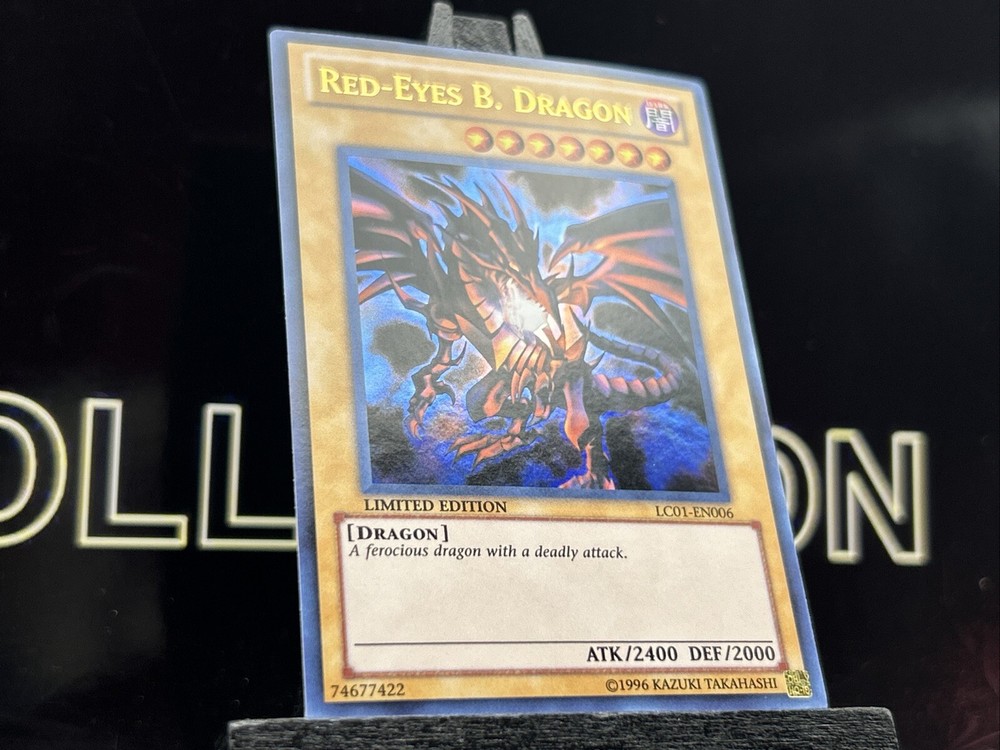 RED-EYES B. DRAGON
闇
LIMITED EDITION
LC01-EN006
[DRAGON]
A ferocious dragon with a deadly attack.
ATK/2400 DEF/2000
74677422
©1996 KAZUKI TAKAHASHI
OLL
ON